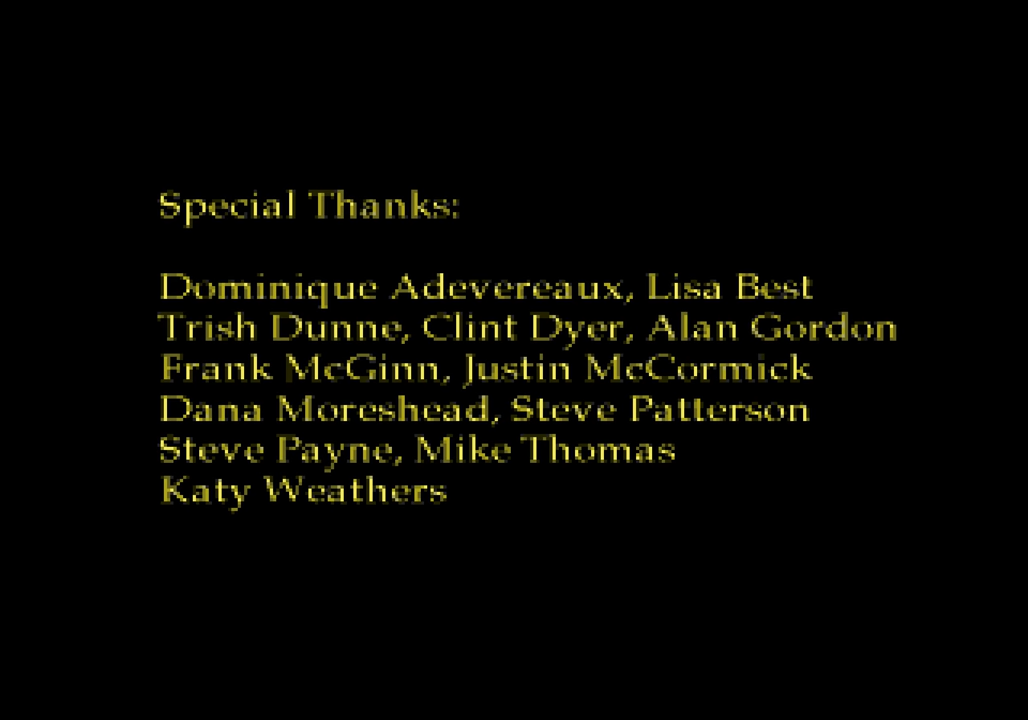 Special Thanks:
Dominique Adevereaux, Lisa Best
Trish Dunne, Clint Dyer, Alan Gordon
Frank McGinn, Justin McCormick
Dana Moreshead, Steve Patterson
Steve Payne, Mike Thomas
Katy Weathers